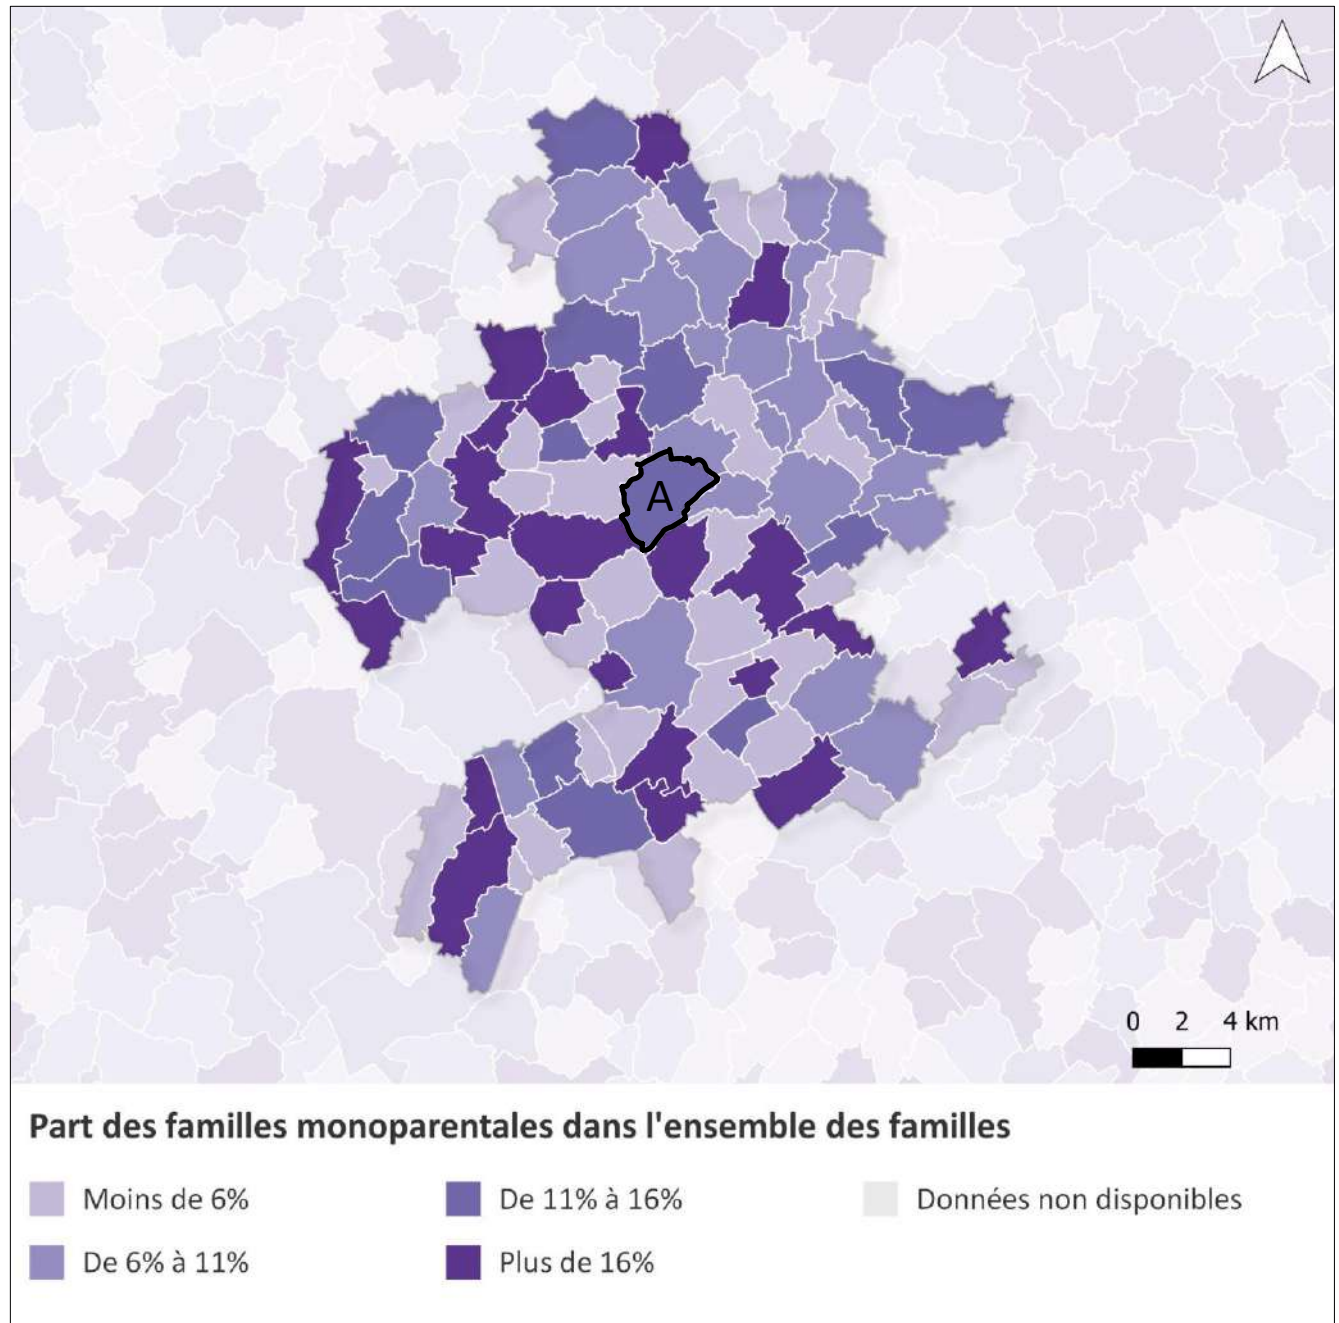 A
0 2 4 km
Part des familles monoparentales dans l'ensemble des familles
Moins de 6% De 11% à 16% Données non disponibles
De 6% à 11% Plus de 16%